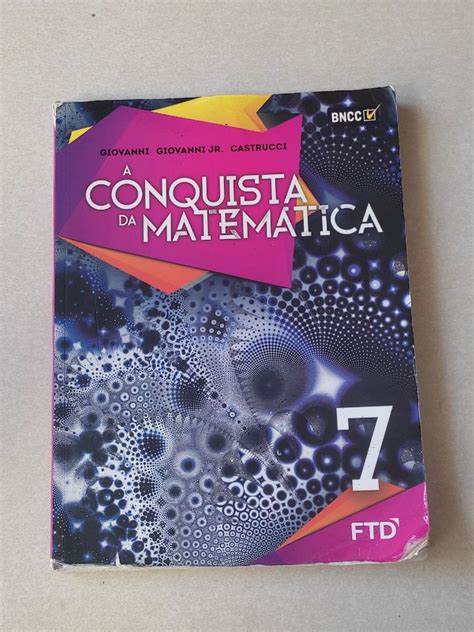 BNCC
GIOVANNI GIOVANNI JR. CASTRUCCI
A CONQUISTA
DA MATEMÁTICA
7
FTD